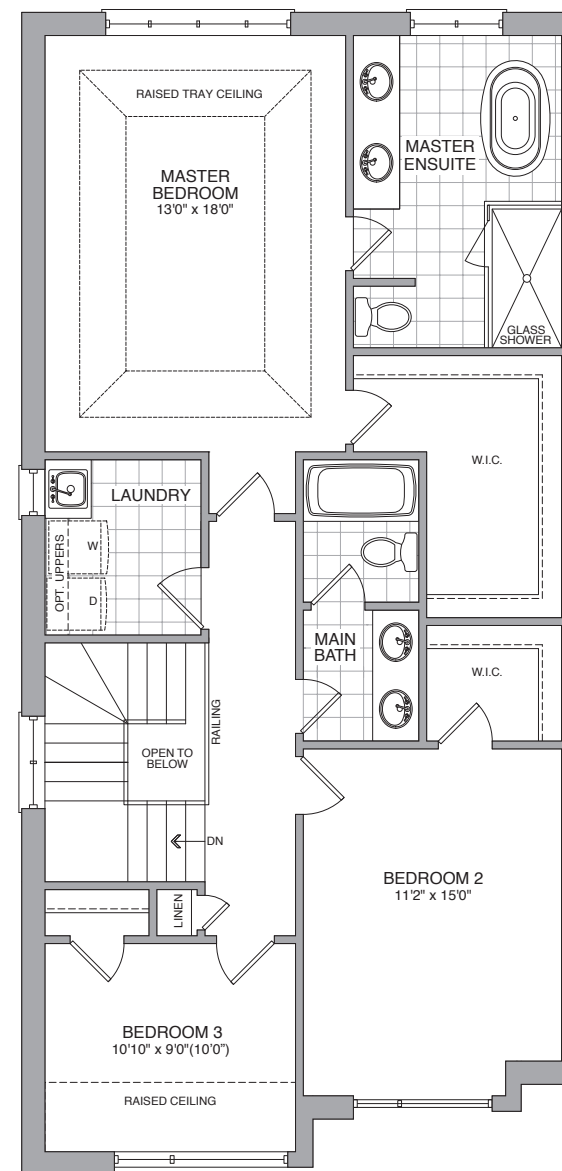 RAISED TRAY CEILING
MASTER
BEDROOM
13'0" x 18'0"
MASTER
ENSUITE
GLASS
SHOWER
W.I.C.
LAUNDRY
OPT. UPPERS
W
D
MAIN
BATH
W.I.C.
RAILING
OPEN TO
BELOW
DN
LINEN
BEDROOM 2
11'2" x 15'0"
BEDROOM 3
10'10" x 9'0"(10'0")
RAISED CEILING